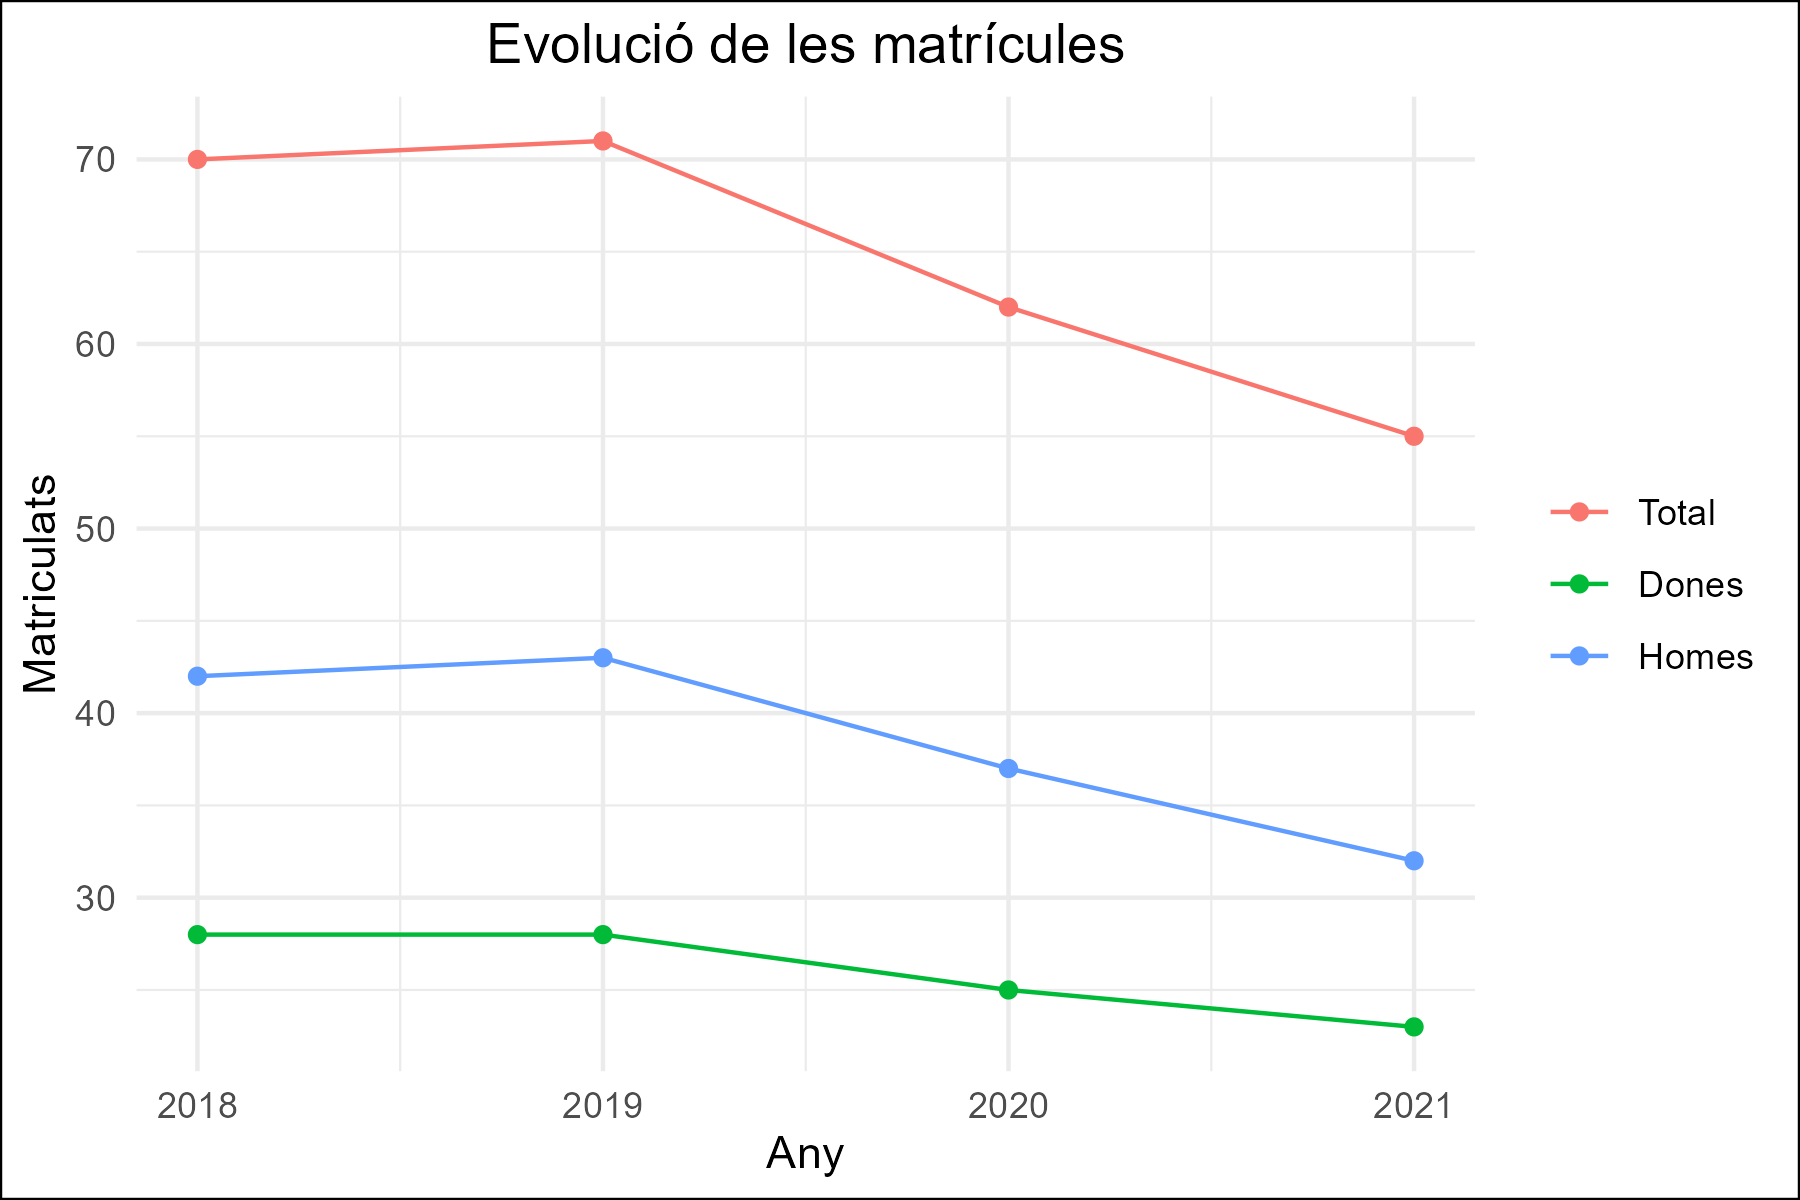 Evolució de les matrícules
70
60
50
40
30
Matriculats
2018
2019
2020
2021
Any
Total
Dones
Homes